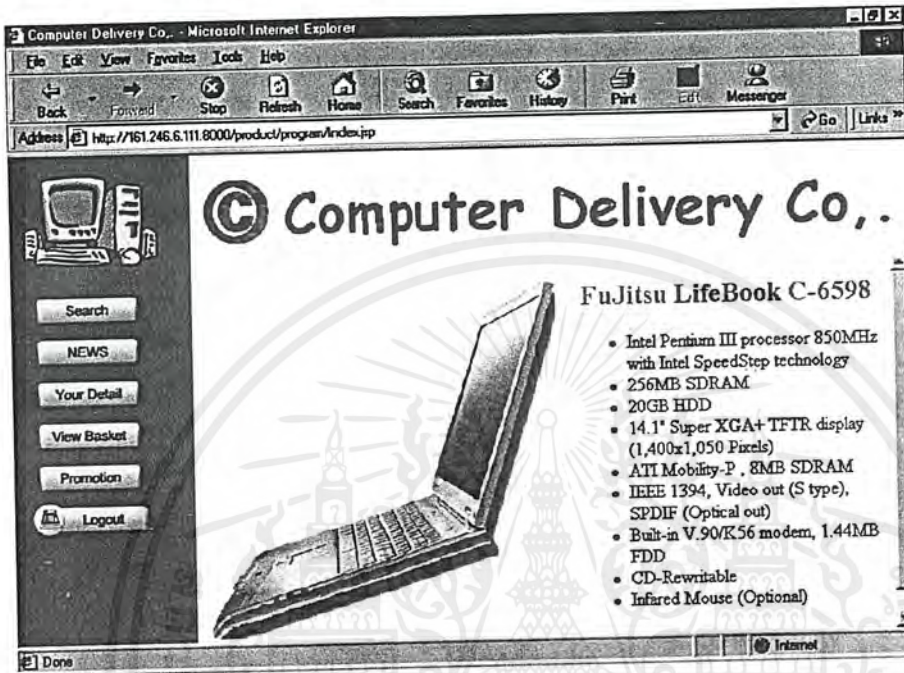 Computer Delivery Co,.. - Microsoft Internet Explorer
File Edit View Favorites Tools Help
Back Forward Stop Refresh Home Search Favorites History Print Edit Messenger
Address http://161.246.6.111:8000/product/program/index.jsp Go Links »
© Computer Delivery Co,.
Search
NEWS
Your Detail
View Basket
Promotion
Logout
FuJitsu LifeBook C-6598
• Intel Pentium III processor 850MHz
with Intel SpeedStep technology
• 256MB SDRAM
• 20GB HDD
• 14.1" Super XGA+ TFTR display
(1,400x1,050 Pixels)
• ATI Mobility-P , 8MB SDRAM
• IEEE 1394, Video out (S type),
SPDIF (Optical out)
• Built-in V.90/K56 modem, 1.44MB
FDD
• CD-Rewritable
• Infared Mouse (Optional)
Done Internet